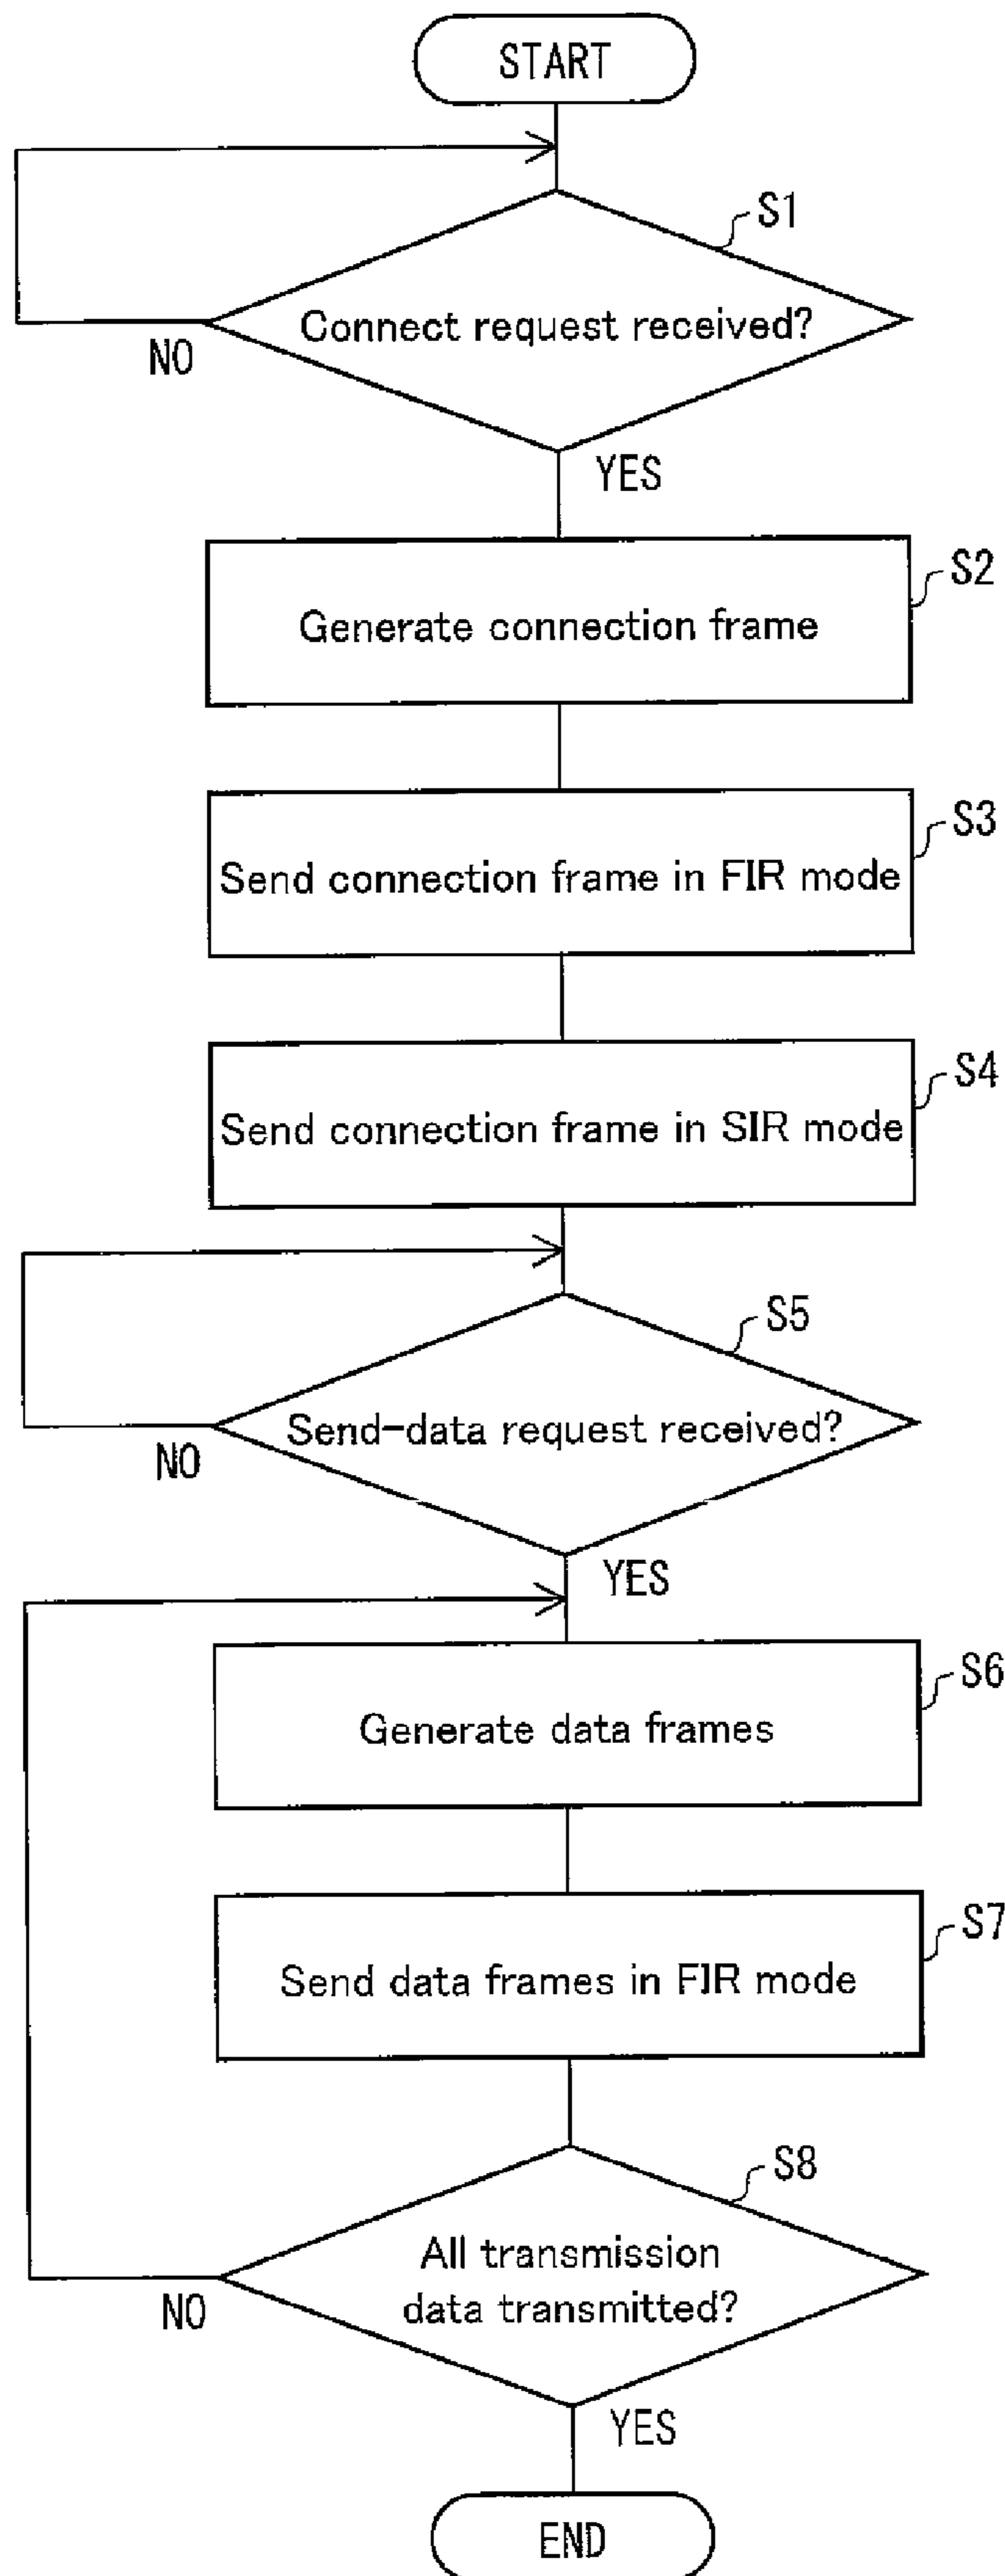 START
S1
Connect request received?
NO
YES
S2
Generate connection frame
S3
Send connection frame in FIR mode
S4
Send connection frame in SIR mode
S5
Send-data request received?
NO
YES
S6
Generate data frames
S7
Send data frames in FIR mode
S8
All transmission
data transmitted?
NO
YES
END